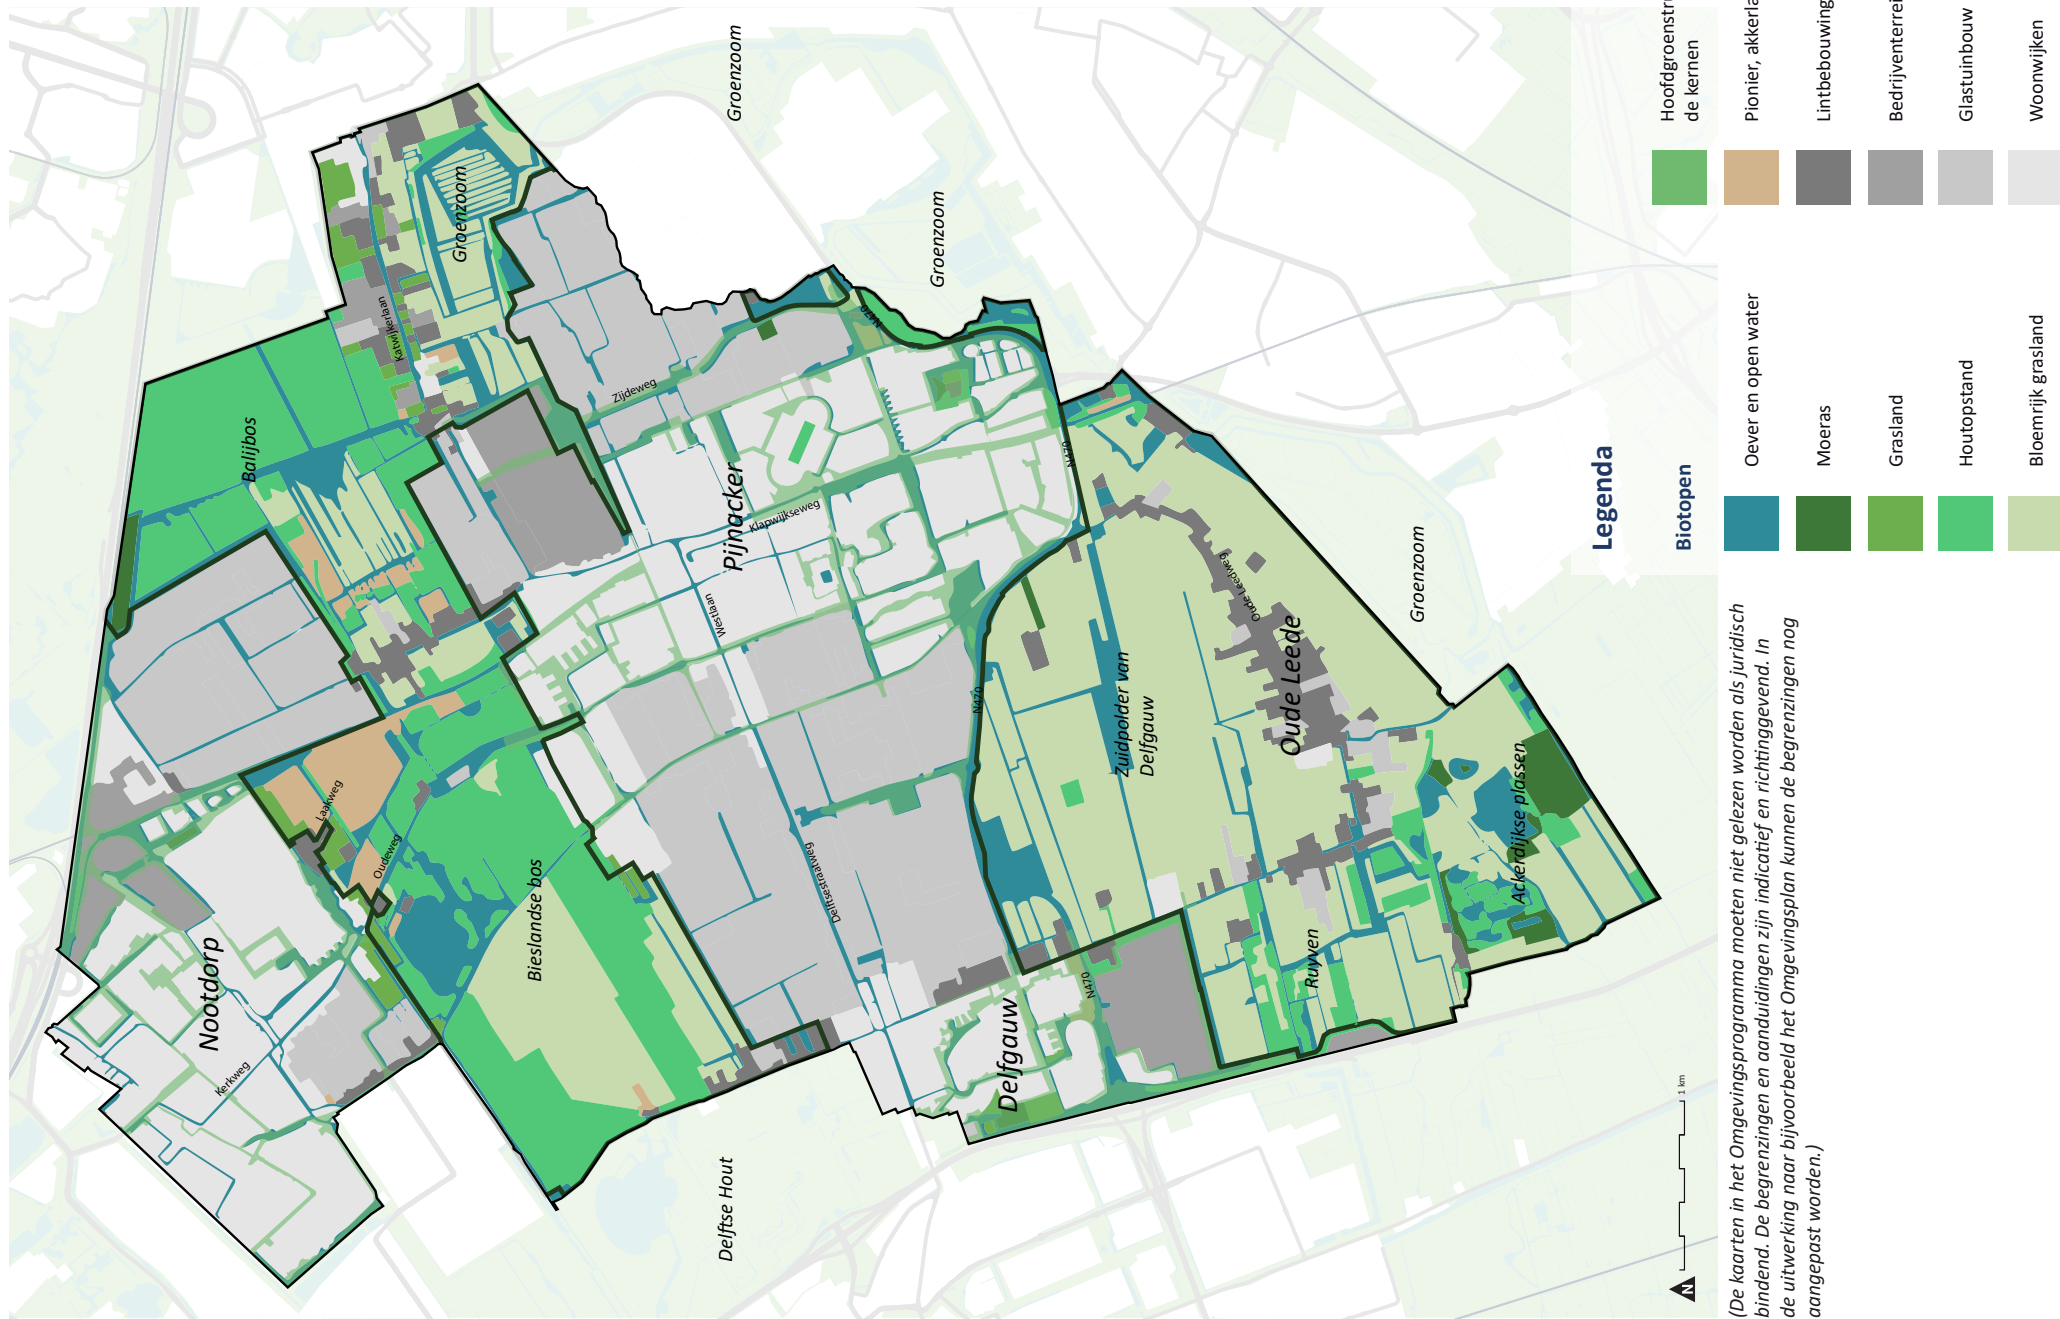 Groenzoom
Groenzoom
Groenzoom
Groenzoom
Balijbos
Katwijkerlaan
Zijdeweg
Pijnacker
Klapwijkseweg
Westlaan
N470
N470
N470
N470
Laakweg
Oudeweg
Nootdorp
Kerkweg
Bieslandse bos
Delftsestraatweg
Delfgauw
Delftse Hout
Zuidpolder van
Delfgauw
Oude Leedeweg
Oude Leede
Ruyven
Ackerdijkse plassen
N
1 km
Legenda
Biotopen
Oever en open water
Moeras
Grasland
Houtopstand
Bloemrijk grasland
de kernen
Pionier,
Lintbebouwing
Glastuinbouw
Woonwijken
(De kaarten in het Omgevingsprogramma moeten niet gelezen worden als juridisch
bindend. De begrenzingen en aanduidingen zijn indicatief en richtinggevend. In
de uitwerking naar bijvoorbeeld het Omgevingsplan kunnen de begrenzingen nog
aangepast worden.)